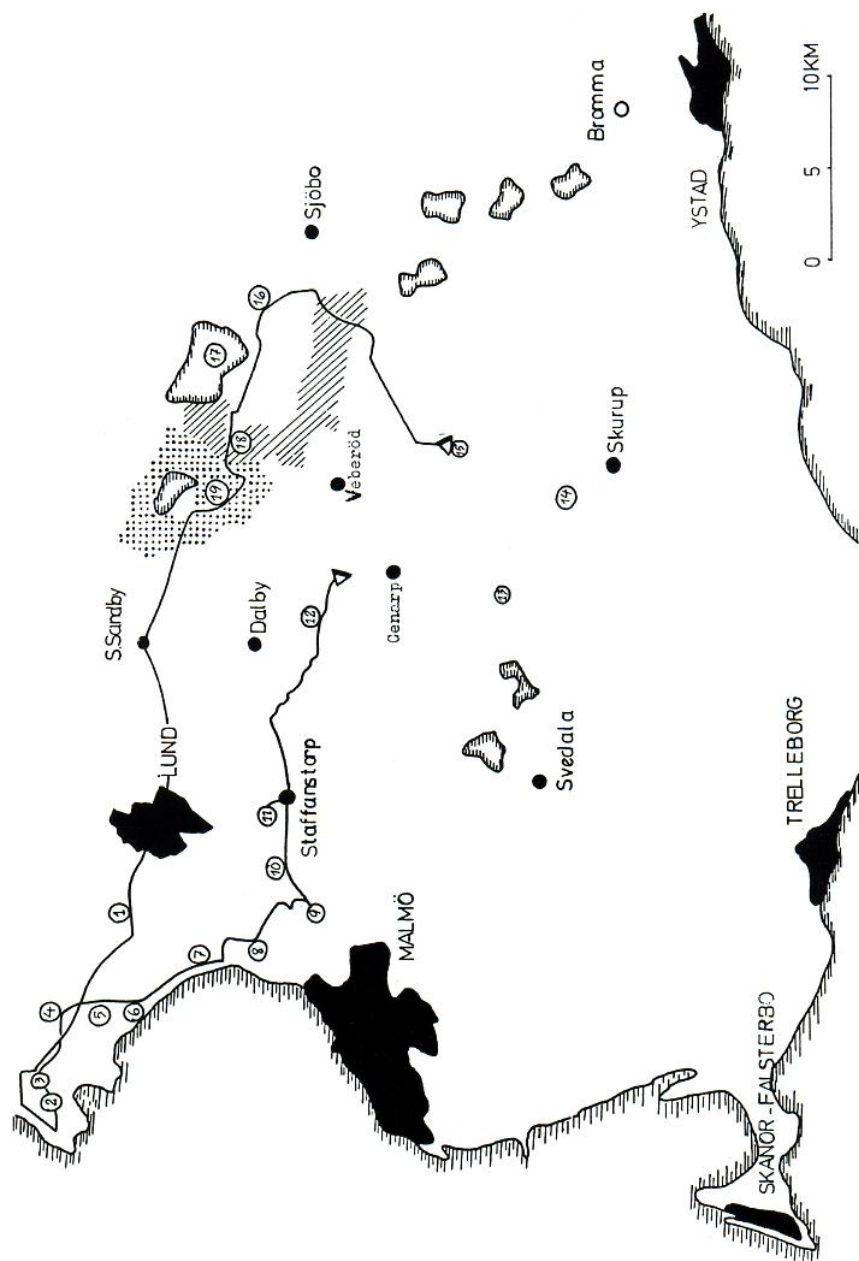 2
3
4
5
6
1
7
8
9
10
11
LUND
S.Sandby
Staffanstorp
Dalby
12
19
18
17
16
Sjöbo
Veberöd
Genarp
15
MALMÖ
13
14
Svedala
Skurup
Bromma
YSTAD
TRELLEBORG
SKANÖR-FALSTERBO
0 5 10KM